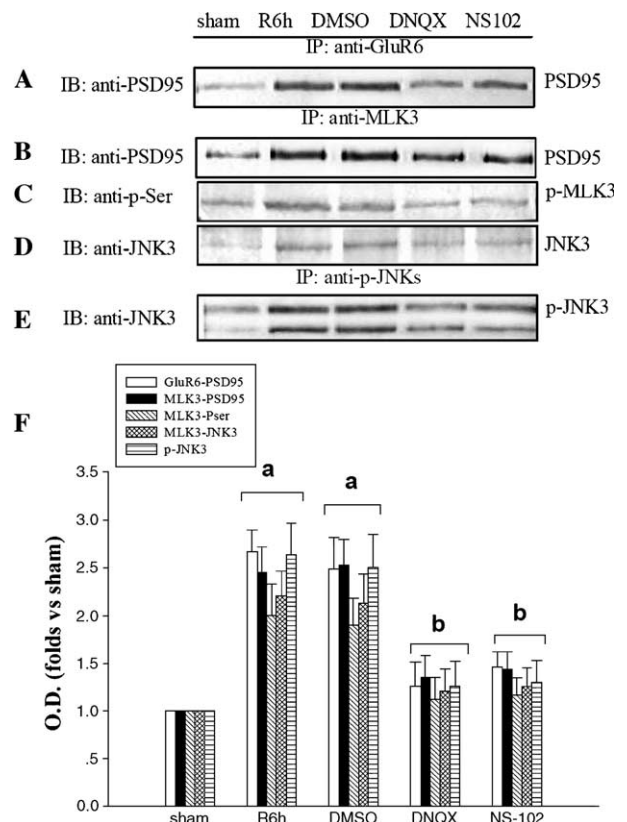 sham R6h DMSO DNQX NS102
IP: anti-GluR6
A IB: anti-PSD95 PSD95
IP: anti-MLK3
B IB: anti-PSD95 PSD95
C IB: anti-p-Ser p-MLK3
D IB: anti-JNK3 JNK3
IP: anti-p-JNKs
E IB: anti-JNK3 p-JNK3
F
GluR6-PSD95
MLK3-PSD95
MLK3-Pser
MLK3-JNK3
p-JNK3
O.D. (folds vs sham)
3.5
3.0
2.5
2.0
1.5
1.0
.5
0.0
a a b b
sham R6h DMSO DNQX NS-102